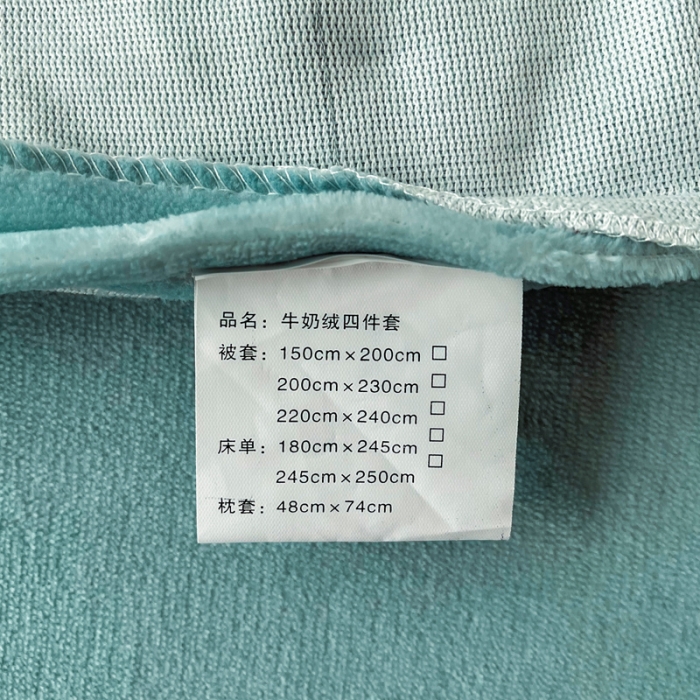 品名：牛奶绒四件套
被套：150cm×200cm □
200cm×230cm □
220cm×240cm □
床单：180cm×245cm □
245cm×250cm □
枕套：48cm×74cm